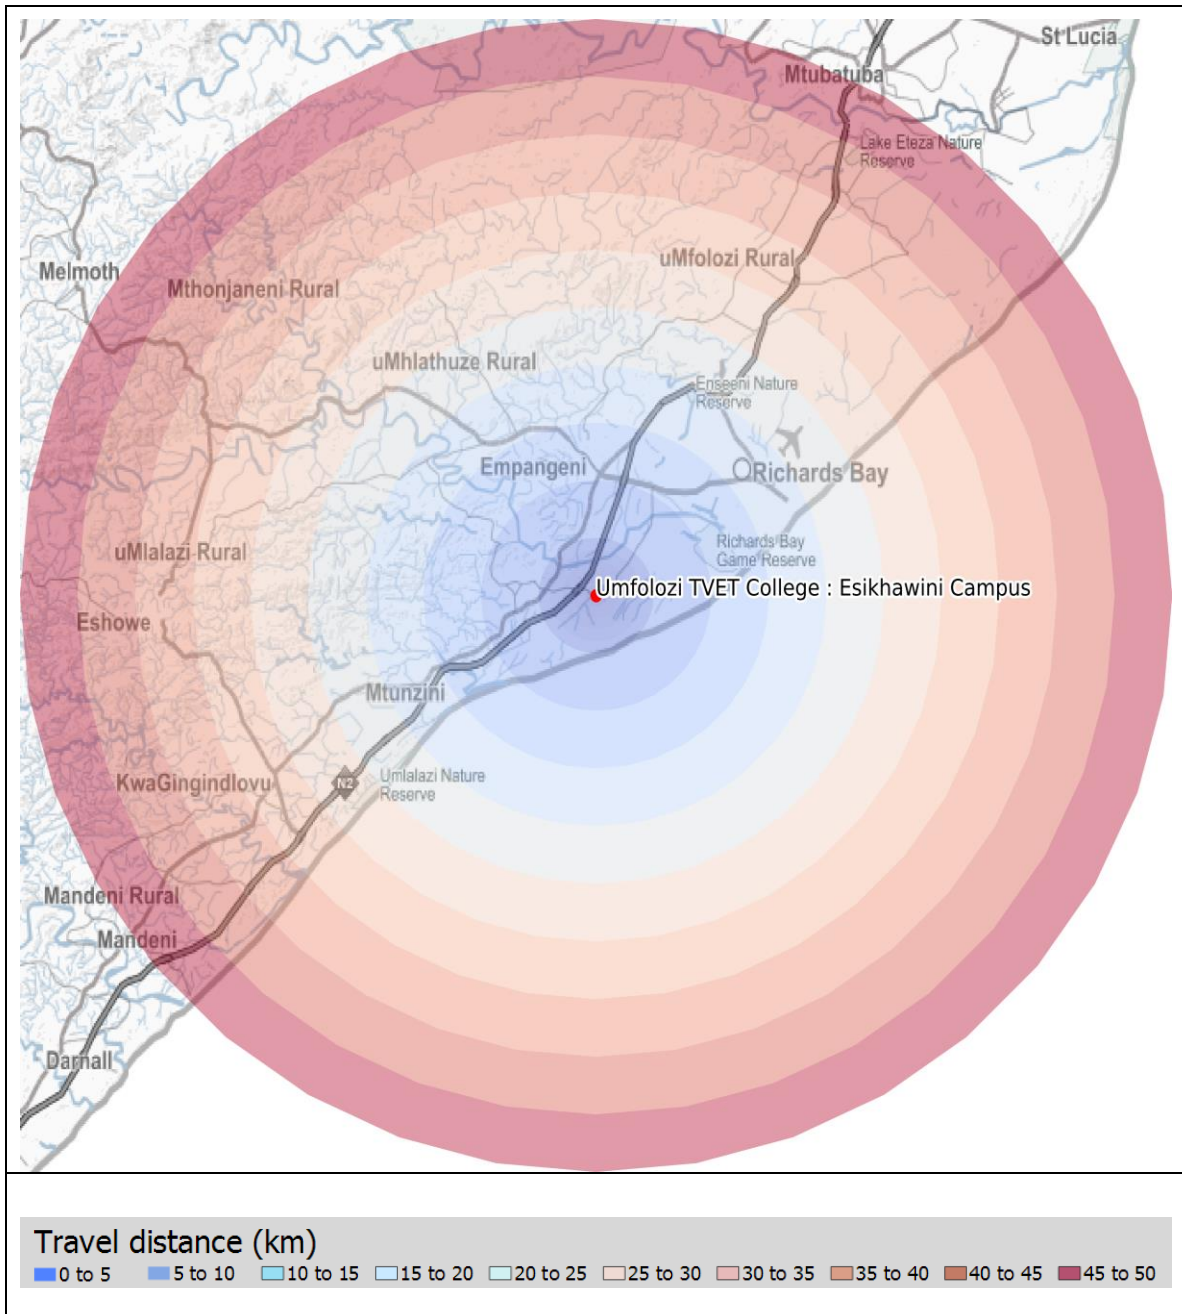 St Lucia
Mtubatuba
Lake Eteza Nature
Reserve
uMfolozi Rural
Melmoth
Mthonjaneni Rural
uMhlathuze Rural
Enseeni Nature
Reserve
Empangeni
Richards Bay
Richards Bay
Game Reserve
uMlalazi Rural
Umfolozi TVET College : Esikhawini Campus
Eshowe
Mtunzini
KwaGingindlovu
N2
Umlalazi Nature
Reserve
Mandeni Rural
Mandeni
Darnall
Travel distance (km)
0 to 5 5 to 10 10 to 15 15 to 20 20 to 25 25 to 30 30 to 35 35 to 40 40 to 45 45 to 50